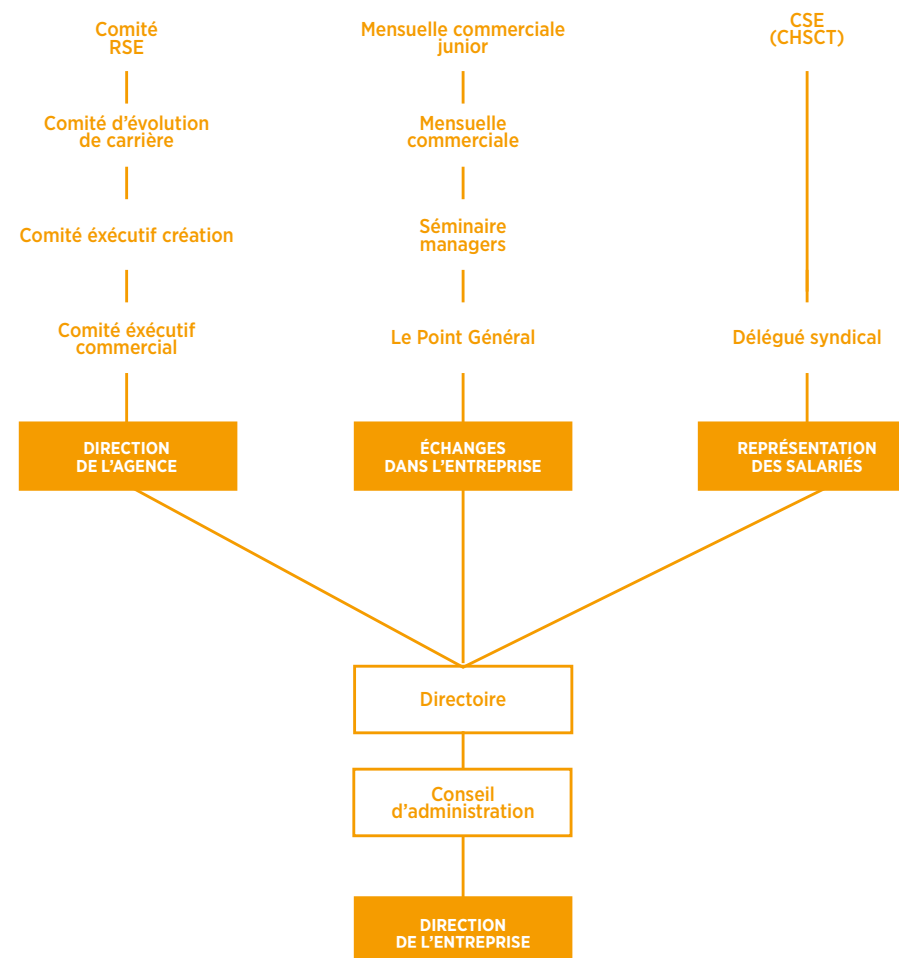 Comité
RSE
Mensuelle commerciale
junior
CSE
(CHSCT)
Comité d’évolution
de carrière
Mensuelle
commerciale
Comité éxécutif création
Séminaire
managers
Comité éxécutif
commercial
Le Point Général
Délégué syndical
DIRECTION
DE L’AGENCE
ÉCHANGES
DANS L’ENTREPRISE
REPRÉSENTATION
DES SALARIÉS
Directoire
Conseil
d’administration
DIRECTION
DE L’ENTREPRISE